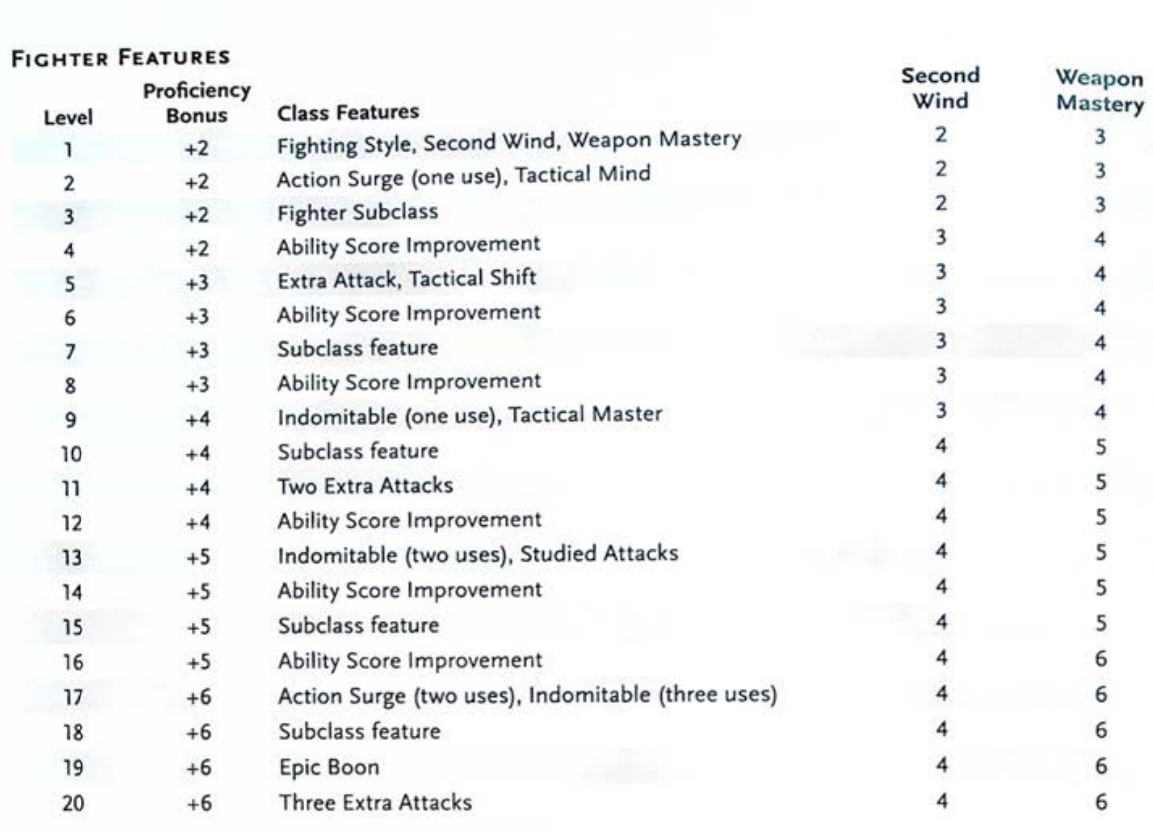 FIGHTER FEATURES
Level Proficiency Bonus Class Features Second Wind Weapon Mastery
1 +2 Fighting Style, Second Wind, Weapon Mastery 2 3
2 +2 Action Surge (one use), Tactical Mind 2 3
3 +2 Fighter Subclass 2 3
4 +2 Ability Score Improvement 3 4
5 +3 Extra Attack, Tactical Shift 3 4
6 +3 Ability Score Improvement 3 4
7 +3 Subclass feature 3 4
8 +3 Ability Score Improvement 3 4
9 +4 Indomitable (one use), Tactical Master 3 4
10 +4 Subclass feature 4 5
11 +4 Two Extra Attacks 4 5
12 +4 Ability Score Improvement 4 5
13 +5 Indomitable (two uses), Studied Attacks 4 5
14 +5 Ability Score Improvement 4 5
15 +5 Subclass feature 4 5
16 +5 Ability Score Improvement 4 6
17 +6 Action Surge (two uses), Indomitable (three uses) 4 6
18 +6 Subclass feature 4 6
19 +6 Epic Boon 4 6
20 +6 Three Extra Attacks 4 6